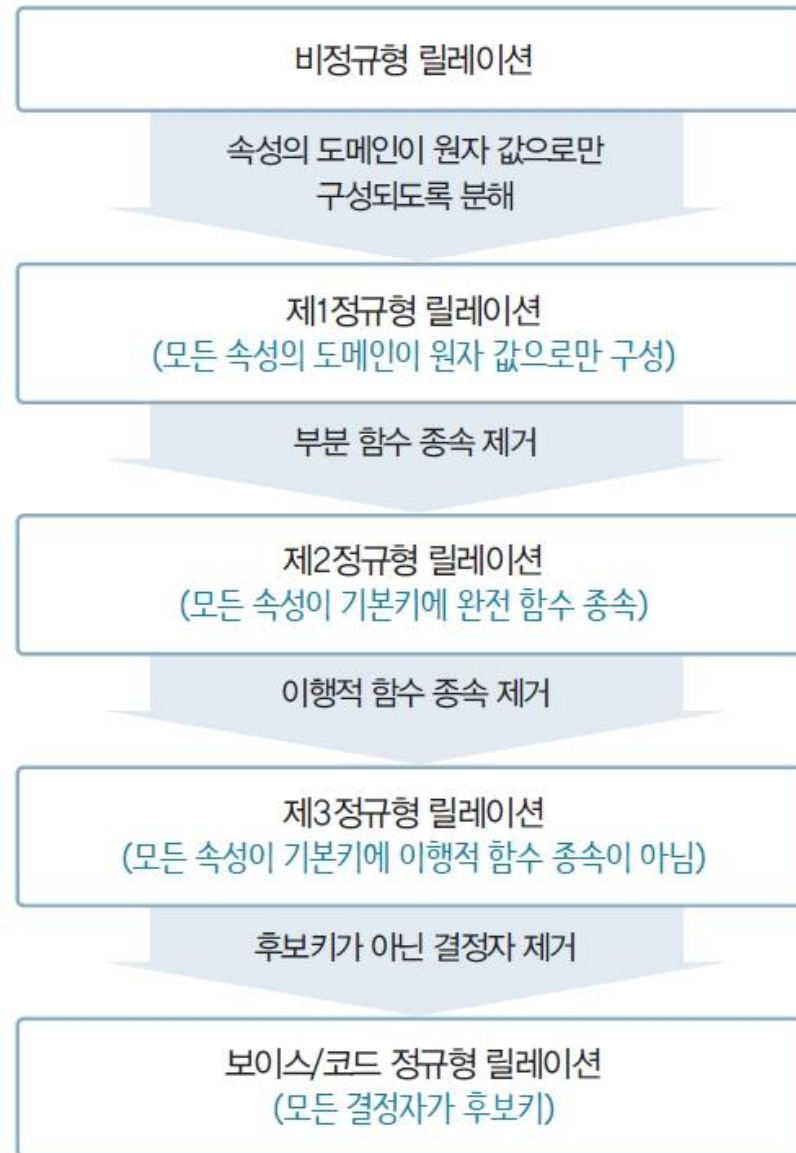 비정규형 릴레이션
속성의 도메인이 원자 값으로만
구성되도록 분해
제1정규형 릴레이션
(모든 속성의 도메인이 원자 값으로만 구성)
부분 함수 종속 제거
제2정규형 릴레이션
(모든 속성이 기본키에 완전 함수 종속)
이행적 함수 종속 제거
제3정규형 릴레이션
(모든 속성이 기본키에 이행적 함수 종속이 아님)
후보키가 아닌 결정자 제거
보이스/코드 정규형 릴레이션
(모든 결정자가 후보키)